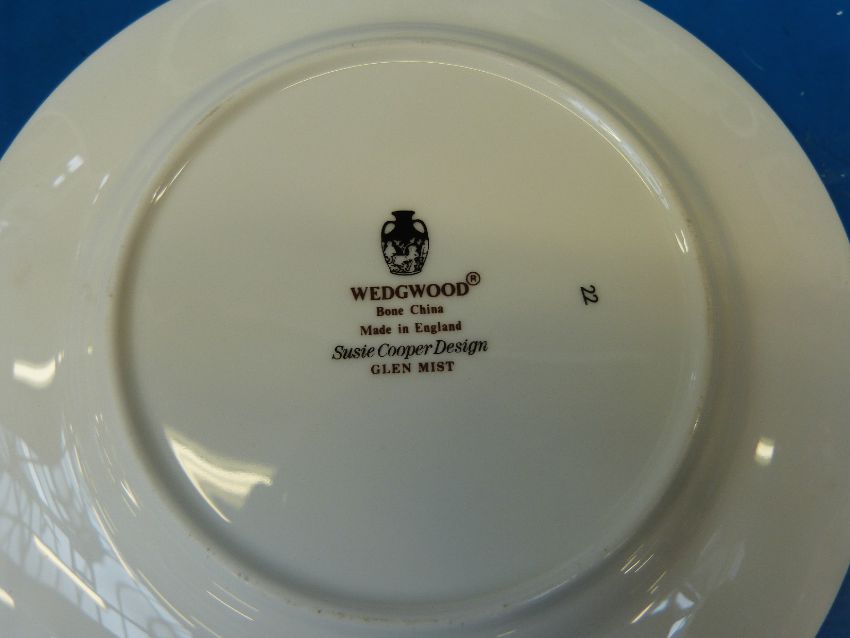 WEDGWOOD®
Bone China
Made in England
Susie Cooper Design
GLEN MIST
22